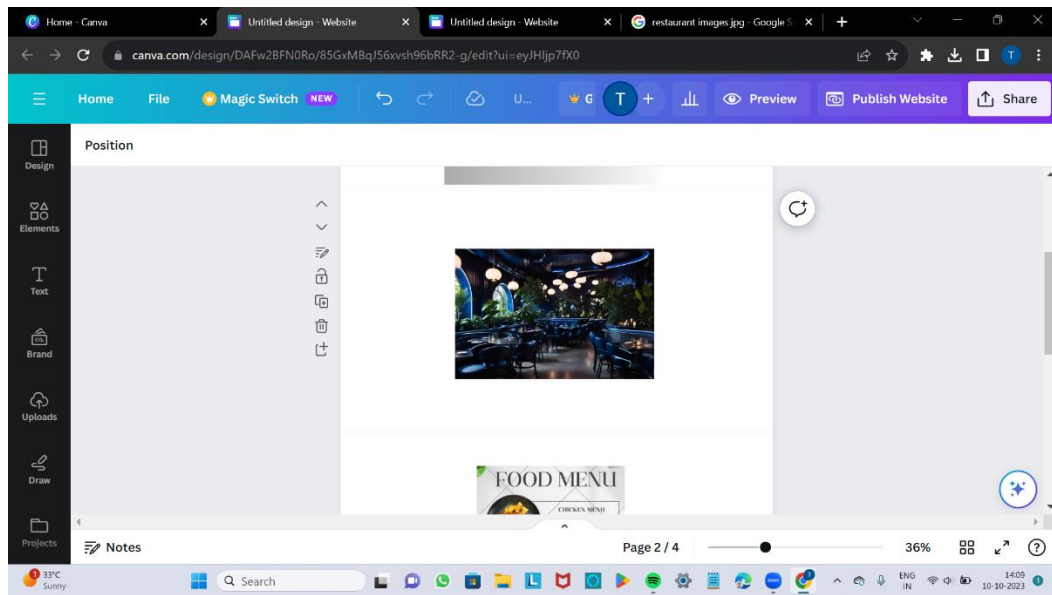 Home - Canva
Untitled design - Website
Untitled design - Website
restaurant images jpg - Google S
canva.com/design/DAFw2BFN0Ro/85GxMBqJ56xvsh96bRR2-g/edit?ui=eyJHIjp7fX0
T
Home
File
Magic Switch
NEW
U...
G
T
Preview
Publish Website
Share
Design
Position
Elements
Text
Brand
Uploads
Draw
Projects
FOOD MENU
CHICKEN MENU
Notes
Page 2 / 4
36%
1
33°C
Sunny
Search
ENG
IN
14:09
10-10-2023